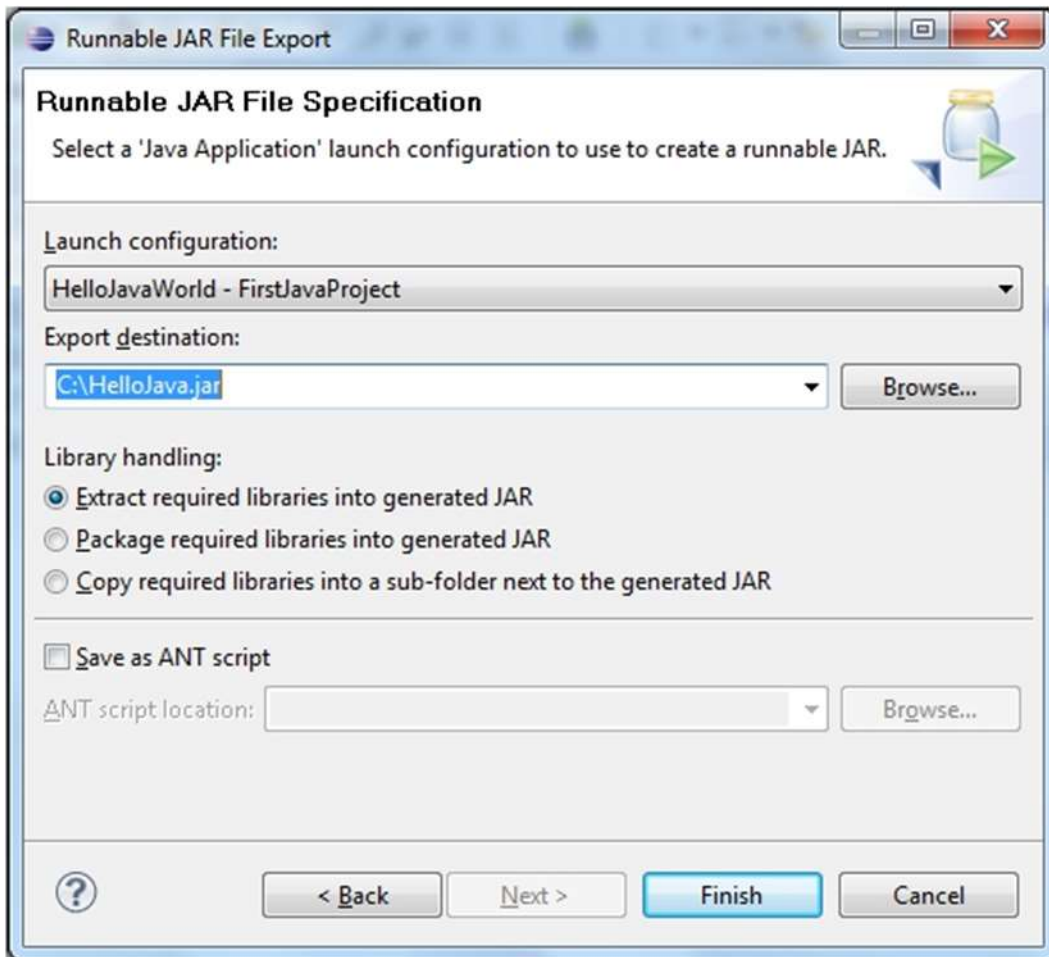 Runnable JAR File Export
Runnable JAR File Specification
Select a 'Java Application' launch configuration to use to create a runnable JAR.
Launch configuration:
HelloJavaWorld - FirstJavaProject
Export destination:
C:\HelloJava.jar
Browse...
Library handling:
Extract required libraries into generated JAR
Package required libraries into generated JAR
Copy required libraries into a sub-folder next to the generated JAR
Save as ANT script
ANT script location:
Browse...
?
< Back
Next >
Finish
Cancel